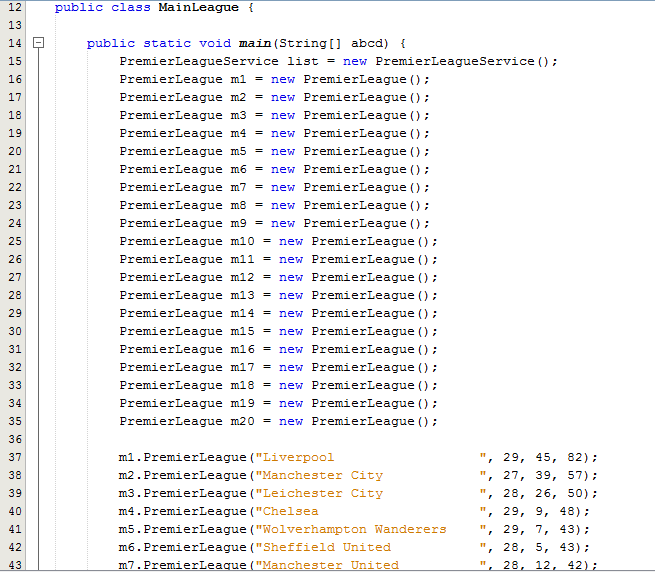 12 public class MainLeague {
13
14 public static void main(String[] abcd) {
15 PremierLeagueService list = new PremierLeagueService();
16 PremierLeague m1 = new PremierLeague();
17 PremierLeague m2 = new PremierLeague();
18 PremierLeague m3 = new PremierLeague();
19 PremierLeague m4 = new PremierLeague();
20 PremierLeague m5 = new PremierLeague();
21 PremierLeague m6 = new PremierLeague();
22 PremierLeague m7 = new PremierLeague();
23 PremierLeague m8 = new PremierLeague();
24 PremierLeague m9 = new PremierLeague();
25 PremierLeague m10 = new PremierLeague();
26 PremierLeague m11 = new PremierLeague();
27 PremierLeague m12 = new PremierLeague();
28 PremierLeague m13 = new PremierLeague();
29 PremierLeague m14 = new PremierLeague();
30 PremierLeague m15 = new PremierLeague();
31 PremierLeague m16 = new PremierLeague();
32 PremierLeague m17 = new PremierLeague();
33 PremierLeague m18 = new PremierLeague();
34 PremierLeague m19 = new PremierLeague();
35 PremierLeague m20 = new PremierLeague();
36
37 m1.PremierLeague("Liverpool                  ", 29, 45, 82);
38 m2.PremierLeague("Manchester City            ", 27, 39, 57);
39 m3.PremierLeague("Leichester City            ", 28, 26, 50);
40 m4.PremierLeague("Chelsea                    ", 29, 9, 48);
41 m5.PremierLeague("Wolverhampton Wanderers    ", 29, 7, 43);
42 m6.PremierLeague("Sheffield United           ", 28, 5, 43);
43 m7.PremierLeague("Manchester United          ", 28, 12, 42);